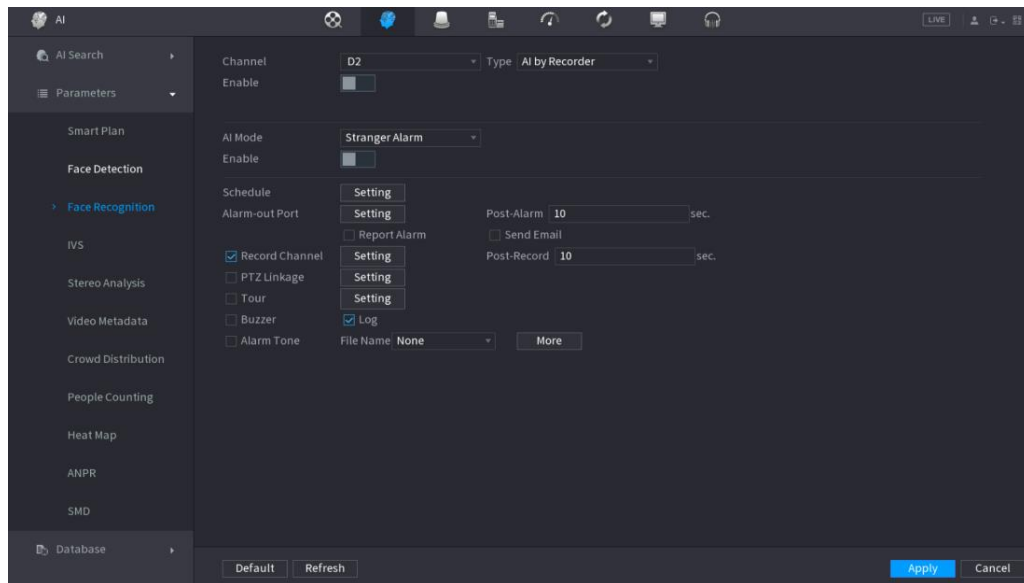 AI
LIVE
AI Search
Parameters
Smart Plan
Face Detection
Face Recognition
IVS
Stereo Analysis
Video Metadata
Crowd Distribution
People Counting
Heat Map
ANPR
SMD
Database
Channel D2 Type AI by Recorder
Enable
AI Mode Stranger Alarm
Enable
Schedule Setting
Alarm-out Port Setting Post-Alarm 10 sec.
Report Alarm Send Email
Record Channel Setting Post-Record 10 sec.
PTZ Linkage Setting
Tour Setting
Buzzer Log
Alarm Tone File Name None More
Default Refresh Apply Cancel